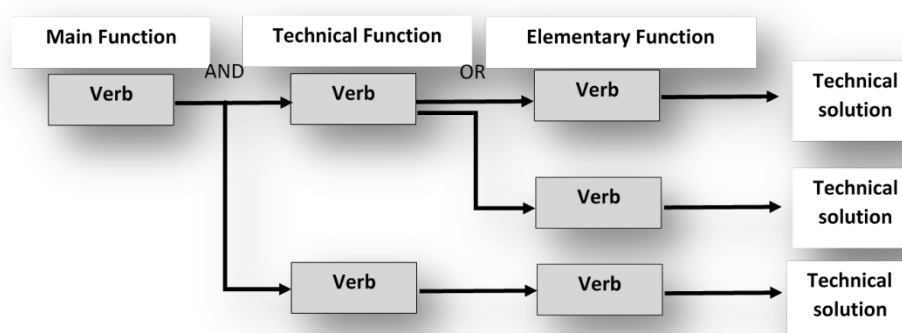 Main Function
Technical Function
Elementary Function
AND
OR
Verb
Verb
Verb
Technical
solution
Verb
Technical
solution
Verb
Verb
Technical
solution